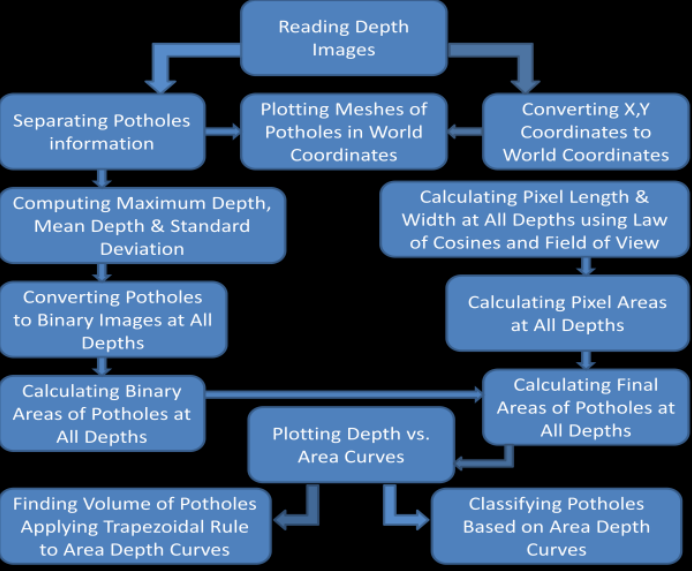 Reading Depth
Images
Separating Potholes
information
Plotting Meshes of
Potholes in World
Coordinates
Converting X,Y
Coordinates to
World Coordinates
Computing Maximum Depth,
Mean Depth & Standard
Deviation
Calculating Pixel Length &
Width at All Depths using Law
of Cosines and Field of View
Converting Potholes
to Binary Images at All
Depths
Calculating Pixel Areas
at All Depths
Calculating Binary
Areas of Potholes at
All Depths
Calculating Final
Areas of Potholes at
All Depths
Plotting Depth vs.
Area Curves
Finding Volume of Potholes
Applying Trapezoidal Rule
to Area Depth Curves
Classifying Potholes
Based on Area Depth
Curves